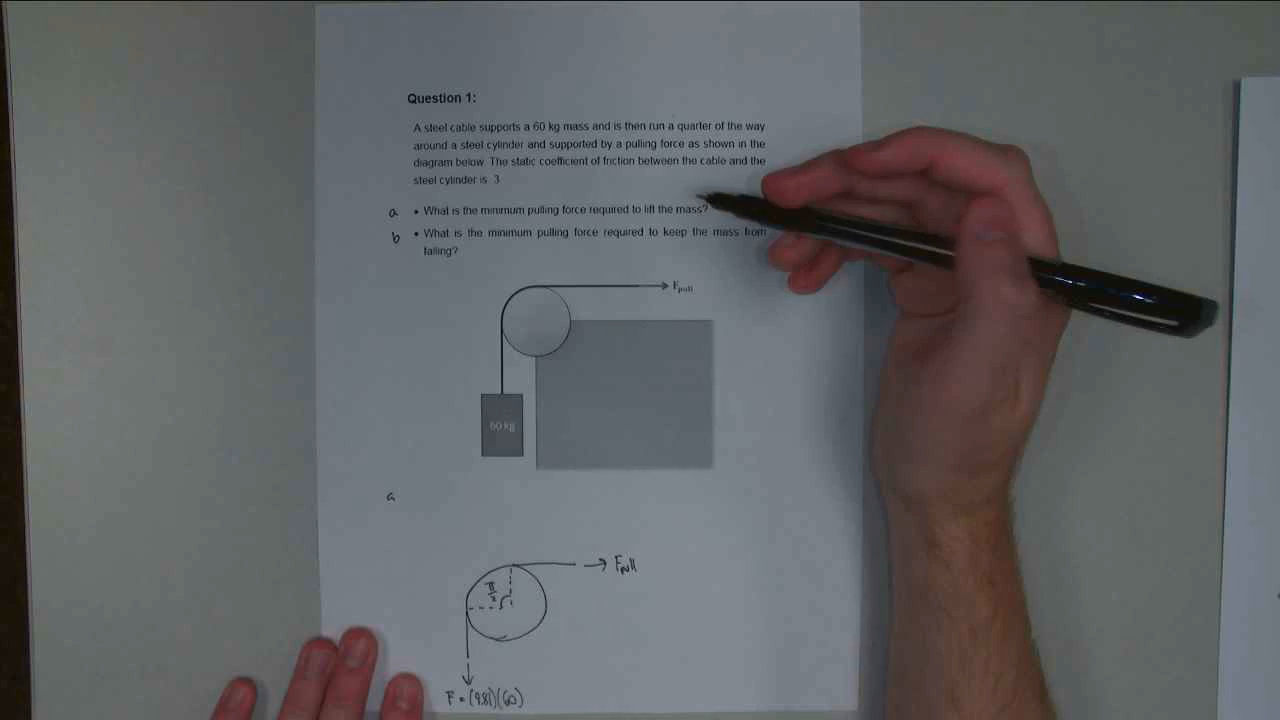 Question 1:
A steel cable supports a 60 kg mass and is then run a quarter of the way
around a steel cylinder and supported by a pulling force as shown in the
diagram below. The static coefficient of friction between the cable and the
steel cylinder is .3
a • What is the minimum pulling force required to lift the mass?
b • What is the minimum pulling force required to keep the mass from
falling?
Fpull
60 kg
a
Fpull
π/2
F = (9.81)(60)